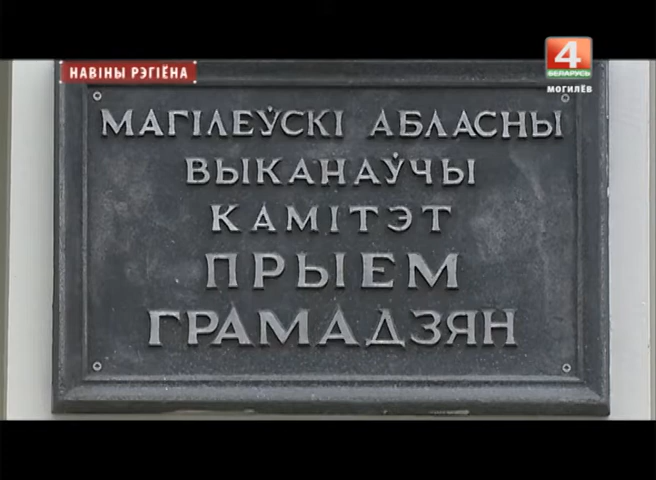 НАВІНЫ РЭГІЁНА
4
БЕЛАРУСЬ
МОГИЛЁВ
МАГІЛЕЎСКІ АБЛАСНЫ
ВЫКАНАЎЧЫ
КАМІТЭТ
ПРЫЕМ
ГРАМАДЗЯН